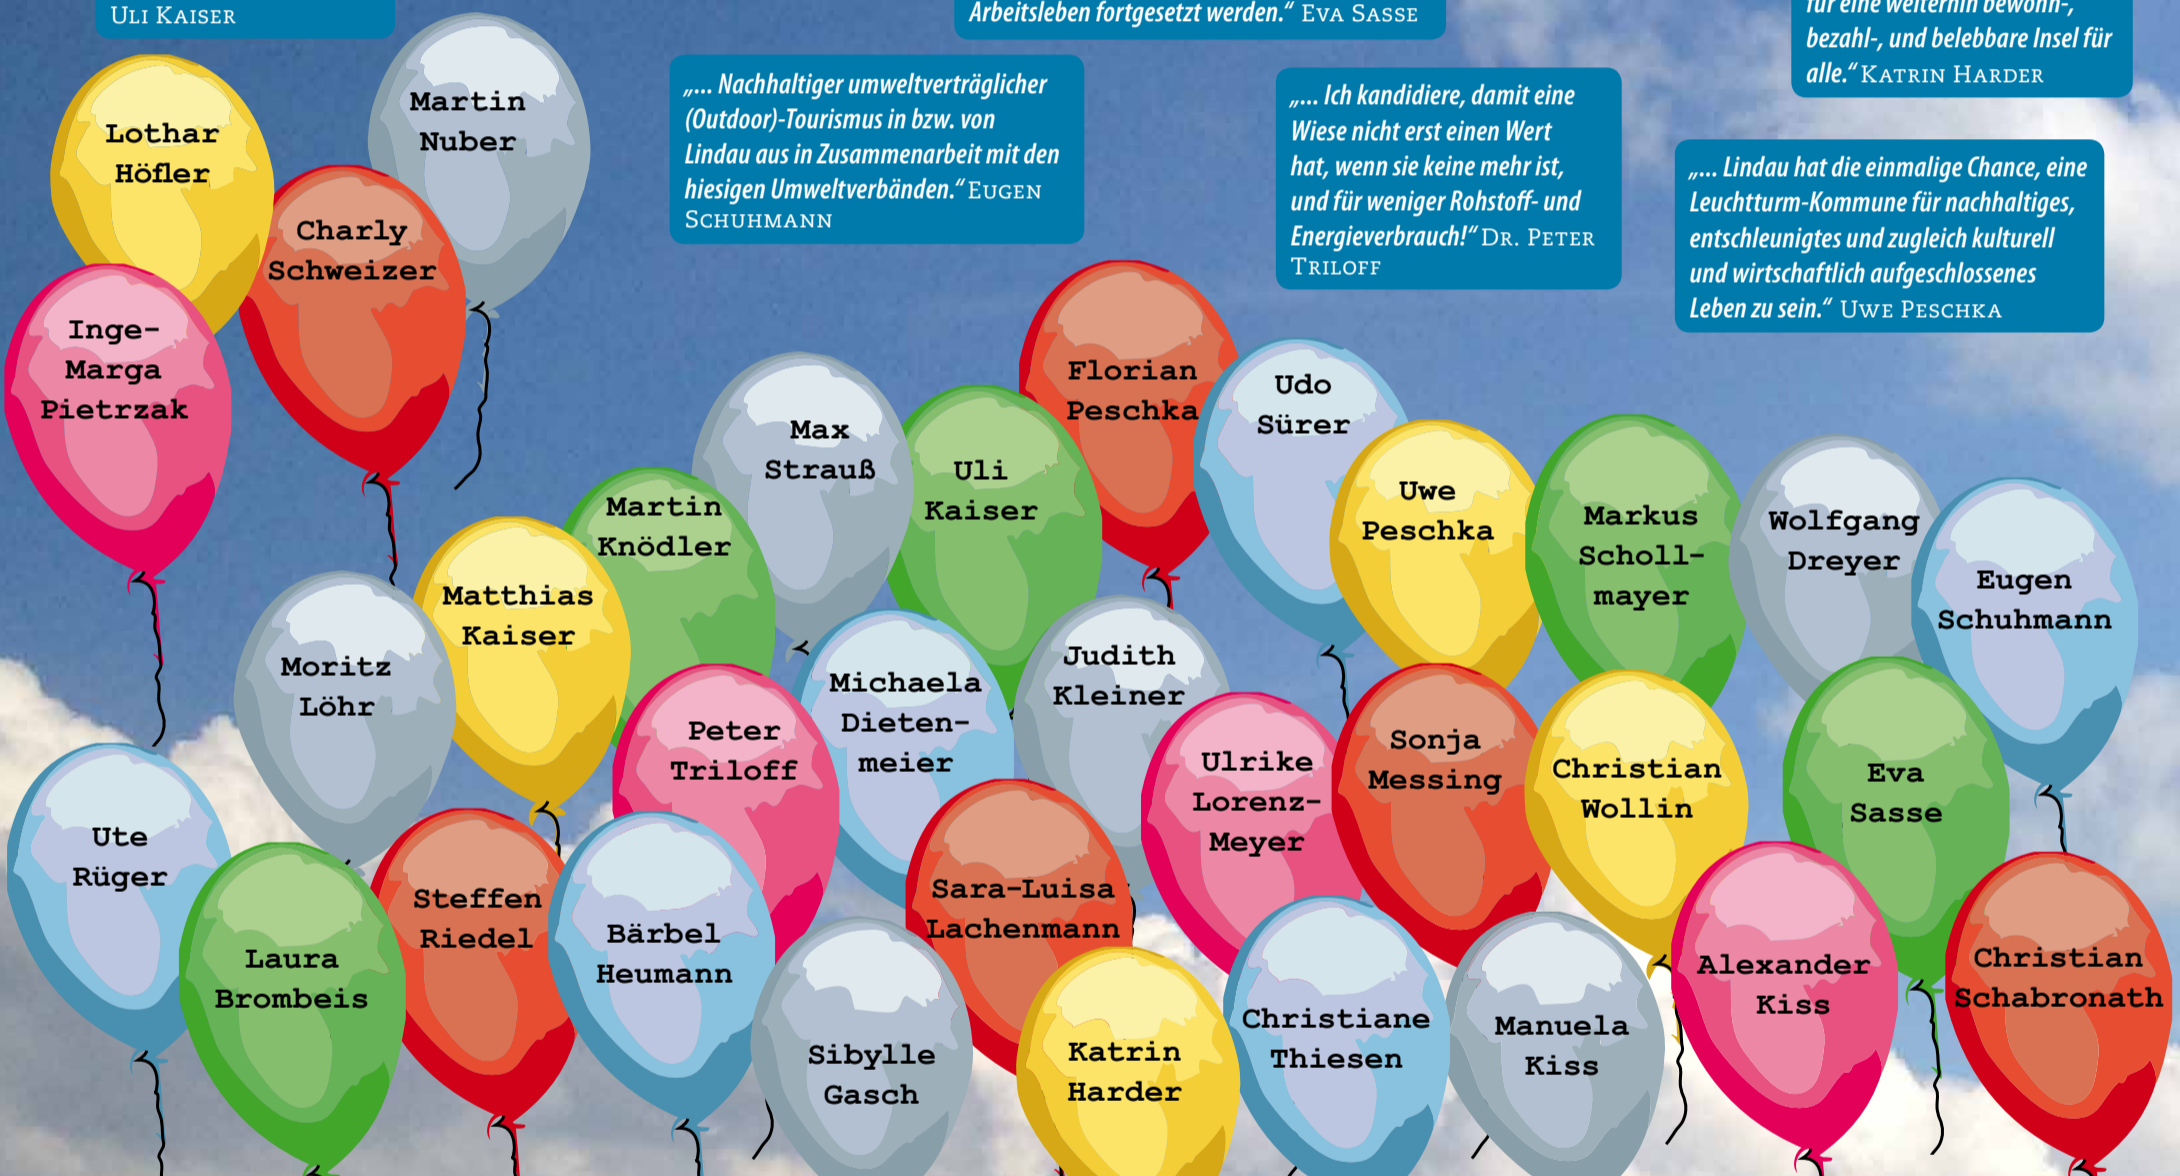 ULI KAISER
Arbeitsleben fortgesetzt werden.“ EVA SASSE
für eine weiterhin bewohn-,
bezahl-, und belebbare Insel für
alle.“ KATRIN HARDER
„... Nachhaltiger umweltverträglicher
(Outdoor)-Tourismus in bzw. von
Lindau aus in Zusammenarbeit mit den
hiesigen Umweltverbänden.“ EUGEN
SCHUHMANN
„... Ich kandidiere, damit eine
Wiese nicht erst einen Wert
hat, wenn sie keine mehr ist,
und für weniger Rohstoff- und
Energieverbrauch!“ DR. PETER
TRILOFF
„... Lindau hat die einmalige Chance, eine
Leuchtturm-Kommune für nachhaltiges,
entschleunigtes und zugleich kulturell
und wirtschaftlich aufgeschlossenes
Leben zu sein.“ UWE PESCHKA
Lothar
Höfler
Martin
Nuber
Charly
Schweizer
Inge-
Marga
Pietrzak
Florian
Peschka
Udo
Sürer
Max
Strauß
Uli
Kaiser
Uwe
Peschka
Martin
Knödler
Markus
Scholl-
mayer
Wolfgang
Dreyer
Eugen
Schuhmann
Matthias
Kaiser
Moritz
Löhr
Michaela
Dieten-
meier
Judith
Kleiner
Peter
Triloff
Ulrike
Lorenz-
Meyer
Sonja
Messing
Christian
Wollin
Eva
Sasse
Ute
Rüger
Steffen
Riedel
Sara-Luisa
Lachenmann
Bärbel
Heumann
Laura
Brombeis
Alexander
Kiss
Christian
Schabronath
Sibylle
Gasch
Katrin
Harder
Christiane
Thiesen
Manuela
Kiss